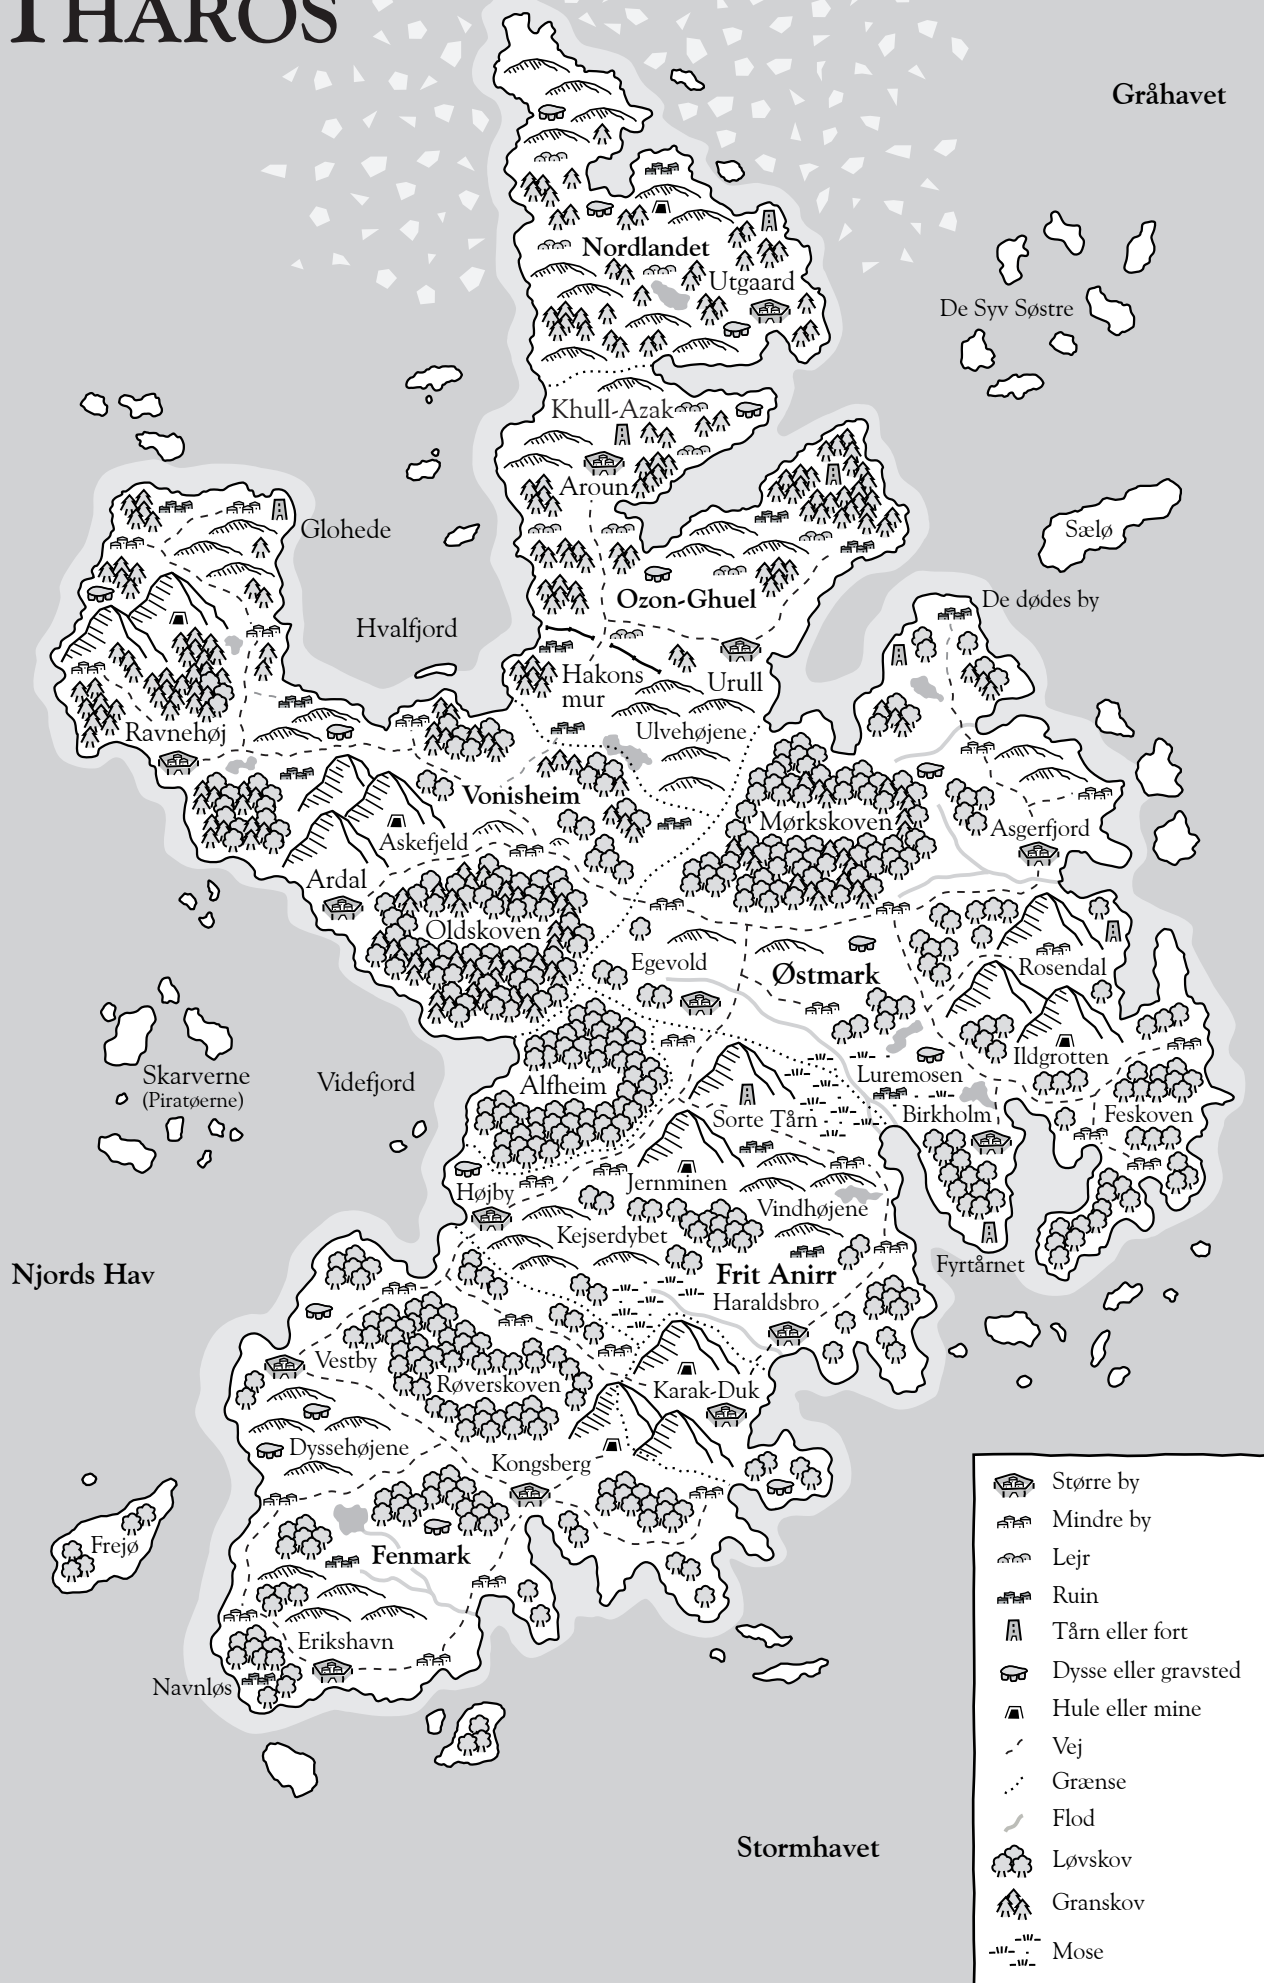 THAROS
Gråhavet
Nordlandet
Utgaard
De Syv Søstre
Khull-Azak
Aroun
Glohede
Sælø
Ozon-Ghuel
De dødes by
Hvalfjord
Hakons
mur
Urull
Ravnehøj
Ulvehøjene
Vonisheim
Mørkskoven
Asgerfjord
Askefjeld
Ardal
Oldskoven
Egevold
Østmark
Rosendal
Ildgrotten
Skarverne
(Piratøerne)
Videfjord
Alfheim
Luremosen
Sorte Tårn
Birkholm
Feskoven
Højby
Jernminen
Vindhøjene
Kejserdybet
Fyrtårnet
Njords Hav
Frit Anirr
Haraldsbro
Vestby
Røverskoven
Karak-Duk
Dyssehøjene
Kongsberg
Frejø
Fenmark
Erikshavn
Navnløs
Stormhavet
Større by
Mindre by
Lejr
Ruin
Tårn eller fort
Dysse eller gravsted
Hule eller mine
Vej
Grænse
Flod
Løvskov
Granskov
Mose